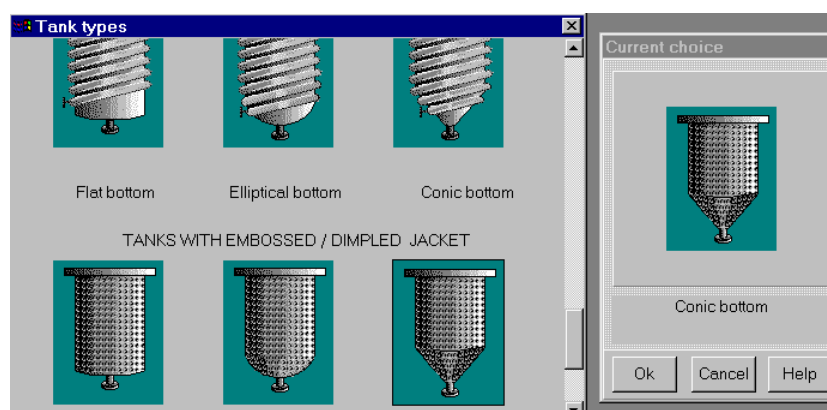 Tank types
Flat bottom
Elliptical bottom
Conic bottom
TANKS WITH EMBOSSED / DIMPLED JACKET
Current choice
Conic bottom
Ok
Cancel
Help